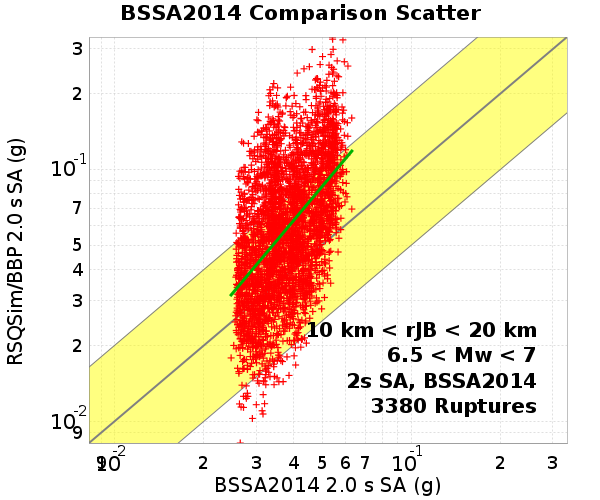 BSSA2014 Comparison Scatter
RSQSim/BBP 2.0 s SA (g)
3
2
10^-1
7
5
4
3
2
10^-2
9
10 km < rJB < 20 km
6.5 < Mw < 7
2s SA, BSSA2014
3380 Ruptures
9 10^-2 2 3 4 5 6 7 10^-1 2 3
BSSA2014 2.0 s SA (g)